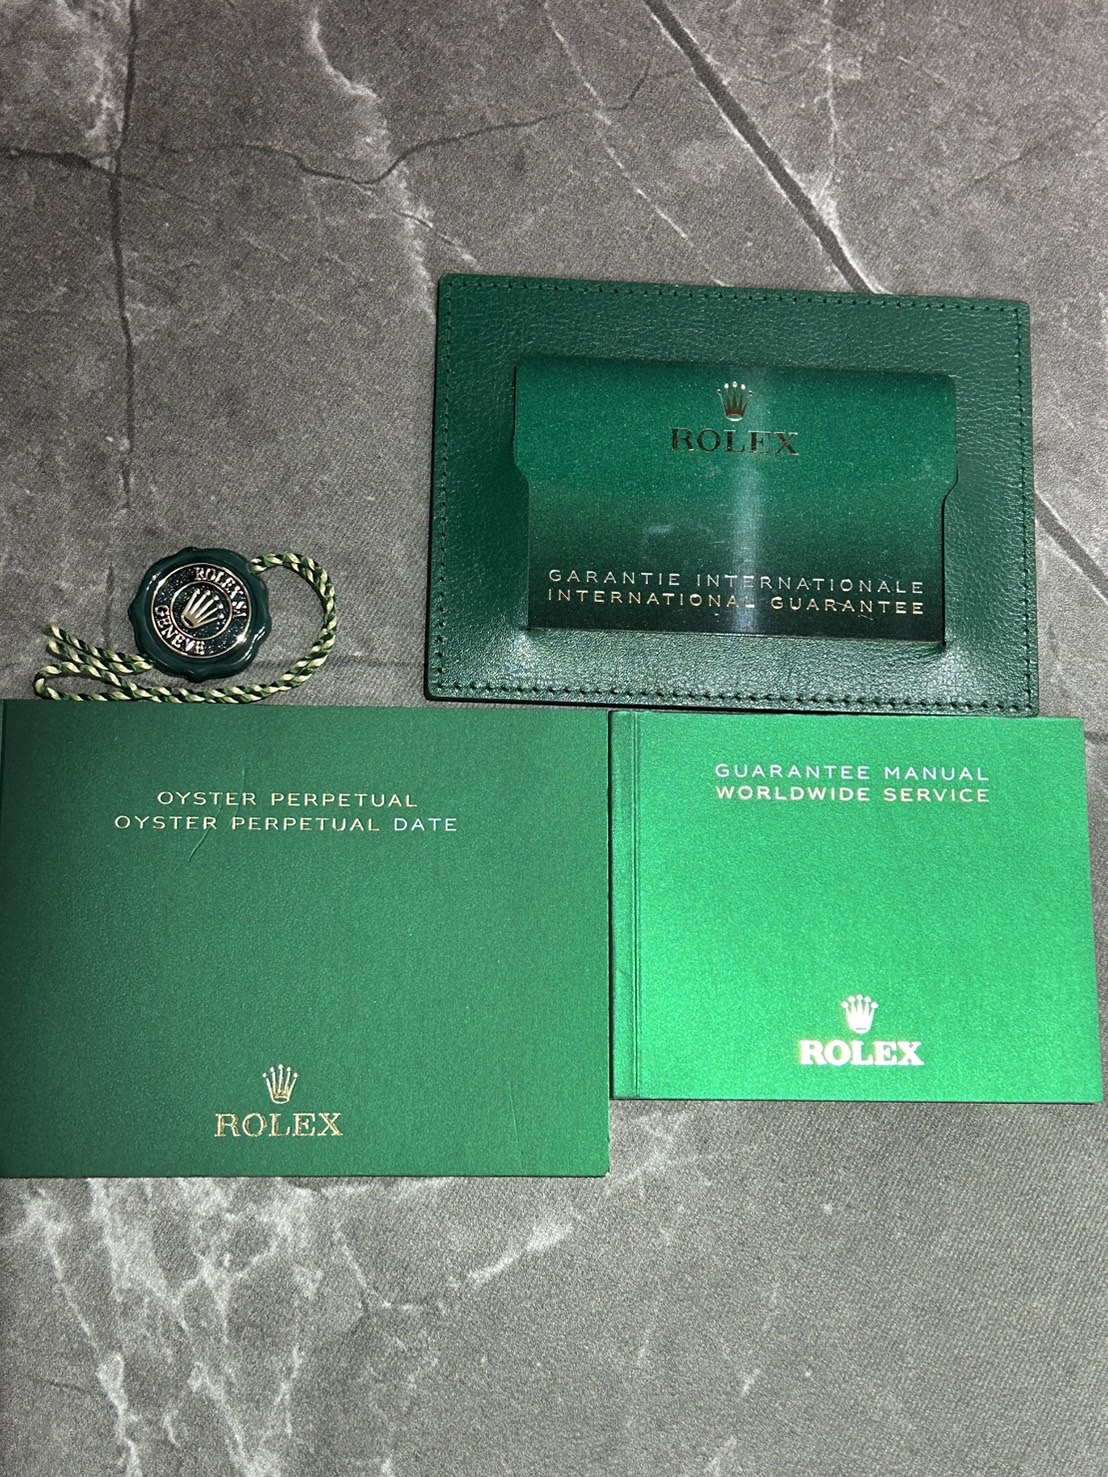 ROLEX
GARANTIE INTERNATIONALE
INTERNATIONAL GUARANTEE
ROLEX SA
GENEVE
OYSTER PERPETUAL
OYSTER PERPETUAL DATE
ROLEX
GUARANTEE MANUAL
WORLDWIDE SERVICE
ROLEX